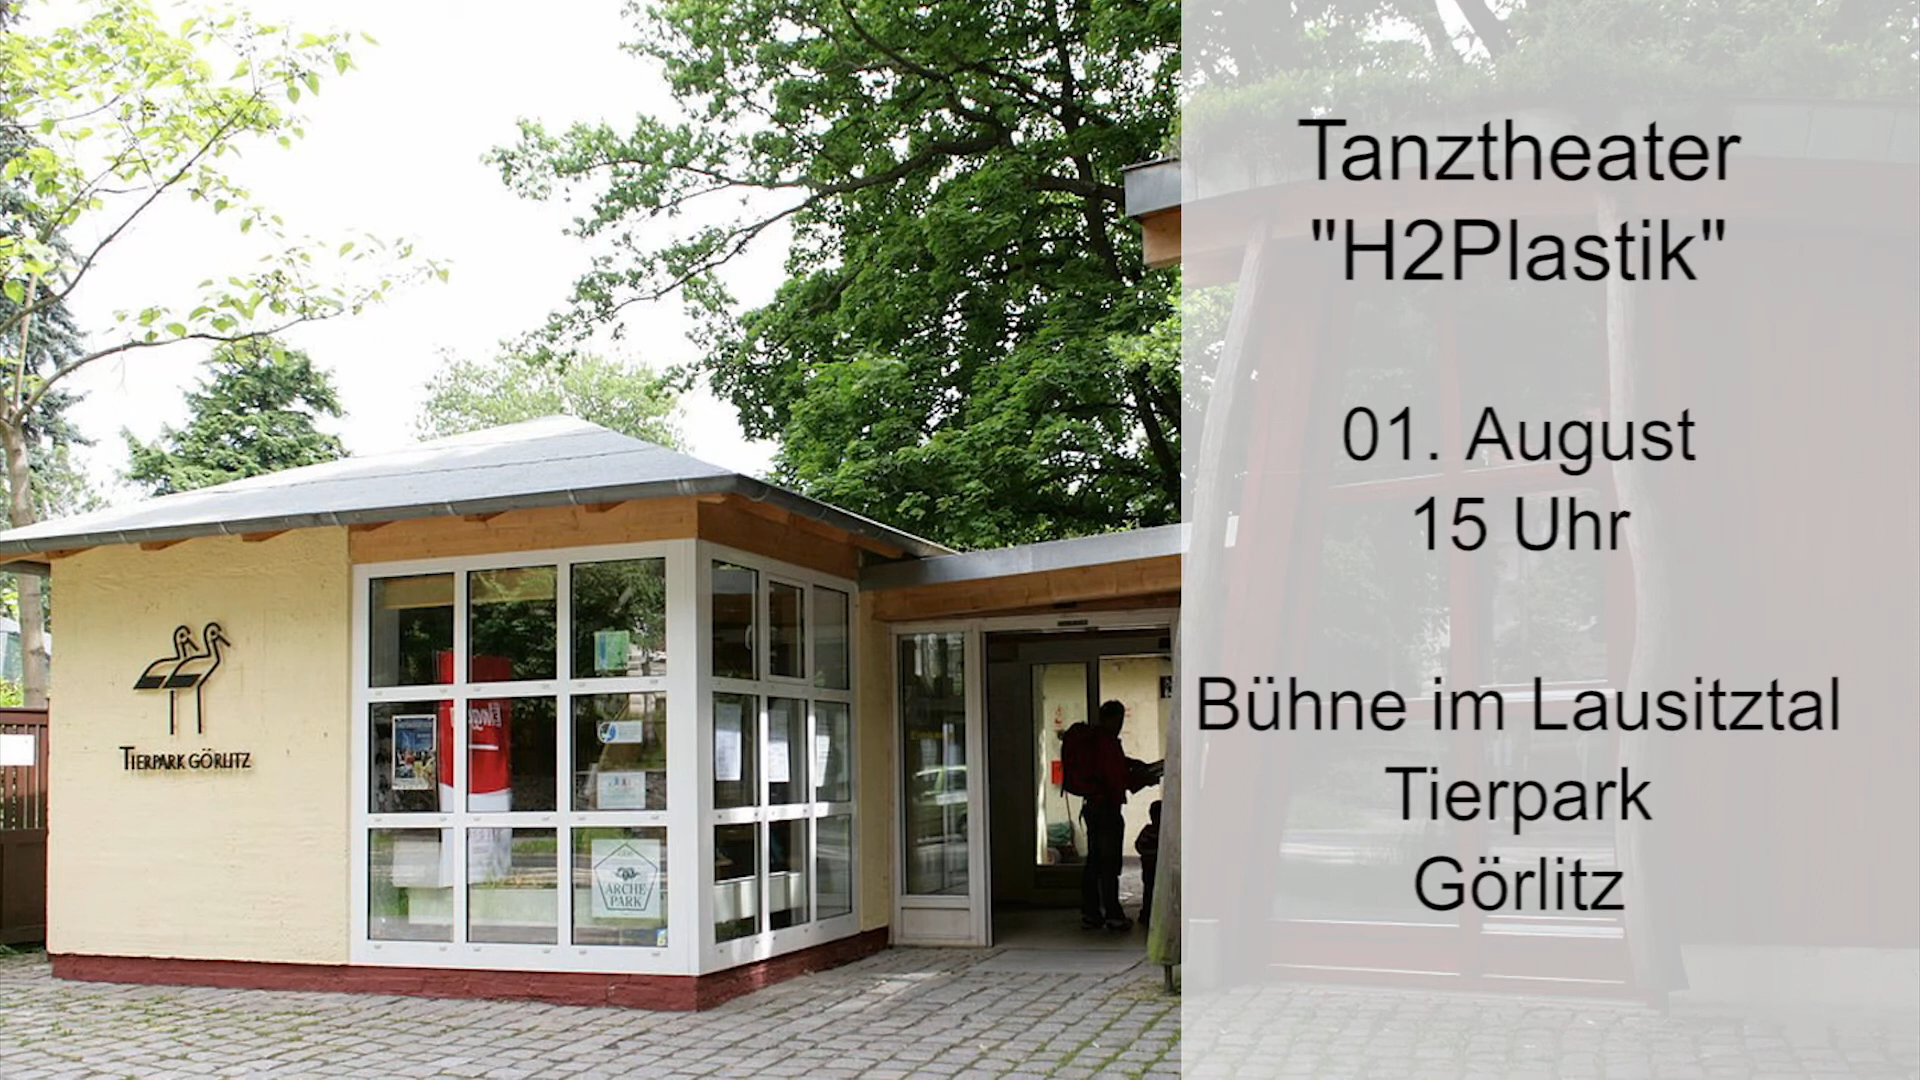 Tanztheater
"H2Plastik"
01. August
15 Uhr
Bühne im Lausitztal
Tierpark
Görlitz
TIERPARK GÖRLITZ
ARCHE
PARK